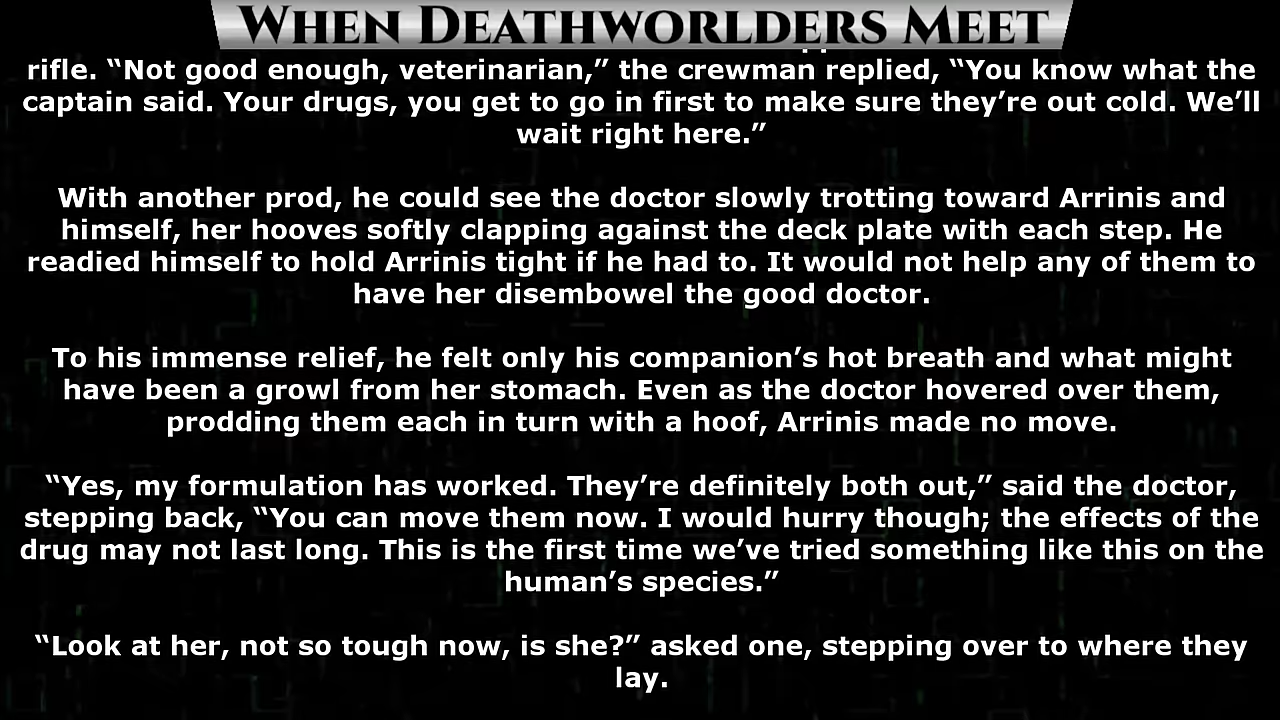 When Deathworlders Meet
rifle. “Not good enough, veterinarian,” the crewman replied, “You know what the
captain said. Your drugs, you get to go in first to make sure they’re out cold. We’ll
wait right here.”
With another prod, he could see the doctor slowly trotting toward Arrinis and
himself, her hooves softly clapping against the deck plate with each step. He
readied himself to hold Arrinis tight if he had to. It would not help any of them to
have her disembowel the good doctor.
To his immense relief, he felt only his companion’s hot breath and what might
have been a growl from her stomach. Even as the doctor hovered over them,
prodding them each in turn with a hoof, Arrinis made no move.
“Yes, my formulation has worked. They’re definitely both out,” said the doctor,
stepping back, “You can move them now. I would hurry though; the effects of the
drug may not last long. This is the first time we’ve tried something like this on the
human’s species.”
“Look at her, not so tough now, is she?” asked one, stepping over to where they
lay.